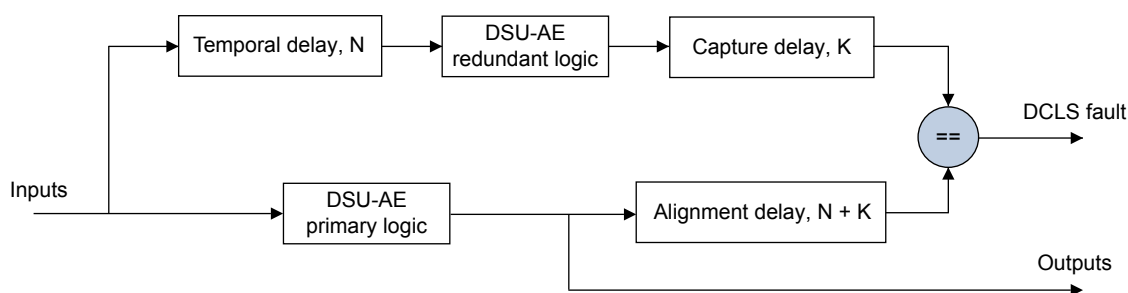 Temporal delay, N
DSU-AE
redundant logic
Capture delay, K
==
DCLS fault
Inputs
DSU-AE
primary logic
Alignment delay, N + K
Outputs